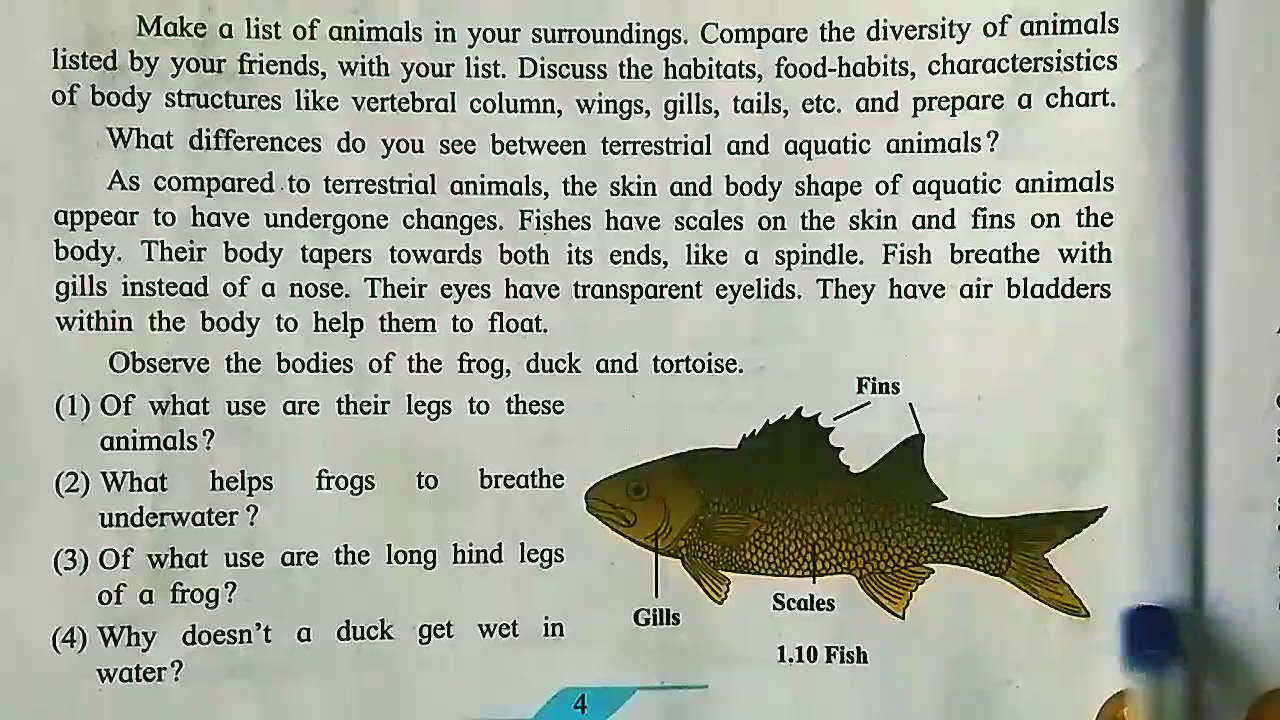 Make a list of animals in your surroundings. Compare the diversity of animals
listed by your friends, with your list. Discuss the habitats, food-habits, charactersistics
of body structures like vertebral column, wings, gills, tails, etc. and prepare a chart.
What differences do you see between terrestrial and aquatic animals?
As compared to terrestrial animals, the skin and body shape of aquatic animals
appear to have undergone changes. Fishes have scales on the skin and fins on the
body. Their body tapers towards both its ends, like a spindle. Fish breathe with
gills instead of a nose. Their eyes have transparent eyelids. They have air bladders
within the body to help them to float.
Observe the bodies of the frog, duck and tortoise.
(1) Of what use are their legs to these
animals?
(2) What helps frogs to breathe
underwater ?
(3) Of what use are the long hind legs
of a frog?
(4) Why doesn't a duck get wet in
water?
Fins
Gills
Scales
1.10 Fish
4